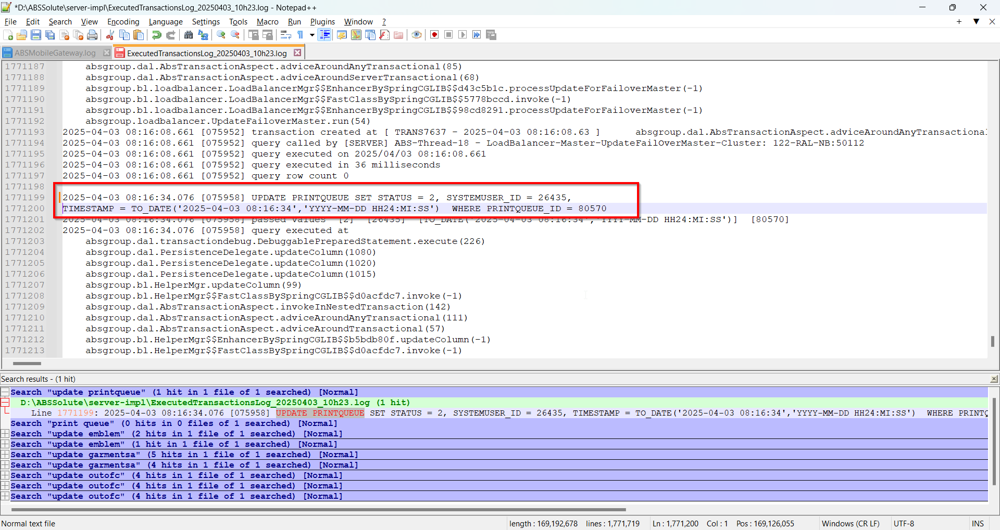 *D:\ABSSolute\server-impl\ExecutedTransactionsLog_20250403_10h23.log - Notepad++
File Edit Search View Encoding Language Settings Tools Macro Run Plugins Window ?
ABSMobileGateway.log ExecutedTransactionsLog_20250403_10h23.log
1771187 absgroup.dal.AbsTransactionAspect.adviceAroundAnyTransactional(85)
1771188 absgroup.dal.AbsTransactionAspect.adviceAroundServerTransactional(68)
1771189 absgroup.bl.loadbalancer.LoadBalancerMgr$$EnhancerBySpringCGLIB$$d43c5b1c.processUpdateForFailoverMaster(-1)
1771190 absgroup.bl.loadbalancer.LoadBalancerMgr$$FastClassBySpringCGLIB$$5778bccd.invoke(-1)
1771191 absgroup.bl.loadbalancer.LoadBalancerMgr$$EnhancerBySpringCGLIB$$98cd8291.processUpdateForFailoverMaster(-1)
1771192 absgroup.loadbalancer.UpdateFailoverMaster.run(54)
1771193 2025-04-03 08:16:08.661 [075952] transaction created at [ TRANS7637 - 2025-04-03 08:16:08.63 ] absgroup.dal.AbsTransactionAspect.adviceAroundAnyTransactional
1771194 2025-04-03 08:16:08.661 [075952] query called by [SERVER] ABS-Thread-18 - LoadBalancer-Master-UpdateFailOverMaster-Cluster: 122-RAL-NB:50112
1771195 2025-04-03 08:16:08.661 [075952] query executed on 2025/04/03 08:16:08.661
1771196 2025-04-03 08:16:08.661 [075952] query executed in 36 milliseconds
1771197 2025-04-03 08:16:08.661 [075952] query row count 0
1771198
1771199 2025-04-03 08:16:34.076 [075958] UPDATE PRINTQUEUE SET STATUS = 2, SYSTEMUSER_ID = 26435,
1771200 TIMESTAMP = TO_DATE('2025-04-03 08:16:34','YYYY-MM-DD HH24:MI:SS') WHERE PRINTQUEUE_ID = 80570
1771201 2025-04-03 08:16:34.076 [075958] passed values [2] [26435] [TO_DATE('2025-04-03 08:16:34','YYYY-MM-DD HH24:MI:SS')] [80570]
1771202 2025-04-03 08:16:34.076 [075958] query executed at
1771203 absgroup.dal.transactiondebug.DebuggablePreparedStatement.execute(226)
1771204 absgroup.dal.PersistenceDelegate.updateColumn(1080)
1771205 absgroup.dal.PersistenceDelegate.updateColumn(1020)
1771206 absgroup.dal.PersistenceDelegate.updateColumn(1015)
1771207 absgroup.bl.HelperMgr.updateColumn(99)
1771208 absgroup.bl.HelperMgr$$FastClassBySpringCGLIB$$d0acfdc7.invoke(-1)
1771209 absgroup.dal.AbsTransactionAspect.invokeInNestedTransaction(142)
1771210 absgroup.dal.AbsTransactionAspect.adviceAroundAnyTransactional(111)
1771211 absgroup.dal.AbsTransactionAspect.adviceAroundTransactional(57)
1771212 absgroup.bl.HelperMgr$$EnhancerBySpringCGLIB$$b5bdb80f.updateColumn(-1)
1771213 absgroup.bl.HelperMgr$$FastClassBySpringCGLIB$$d0acfdc7.invoke(-1)
Search results - (1 hit)
Search "update printqueue" (1 hit in 1 file of 1 searched) [Normal]
D:\ABSSolute\server-impl\ExecutedTransactionsLog_20250403_10h23.log (1 hit)
Line 1771199: 2025-04-03 08:16:34.076 [075958] UPDATE PRINTQUEUE SET STATUS = 2, SYSTEMUSER_ID = 26435, TIMESTAMP = TO_DATE('2025-04-03 08:16:34','YYYY-MM-DD HH24:MI:SS') WHERE PRINTQ
Search "print queue" (0 hits in 0 files of 1 searched) [Normal]
Search "update emblem" (2 hits in 1 file of 1 searched) [Normal]
Search "update emblem" (1 hit in 1 file of 1 searched) [Normal]
Search "update garmentsa" (5 hits in 1 file of 1 searched) [Normal]
Search "update garmentsa" (4 hits in 1 file of 1 searched) [Normal]
Search "update outofc" (4 hits in 1 file of 1 searched) [Normal]
Search "update outofc" (4 hits in 1 file of 1 searched) [Normal]
Search "update outofc" (4 hits in 1 file of 1 searched) [Normal]
Normal text file length : 169,192,678 lines : 1,771,719 Ln : 1,771,200 Col : 1 Pos : 169,126,055 Windows (CR LF) UTF-8 INS